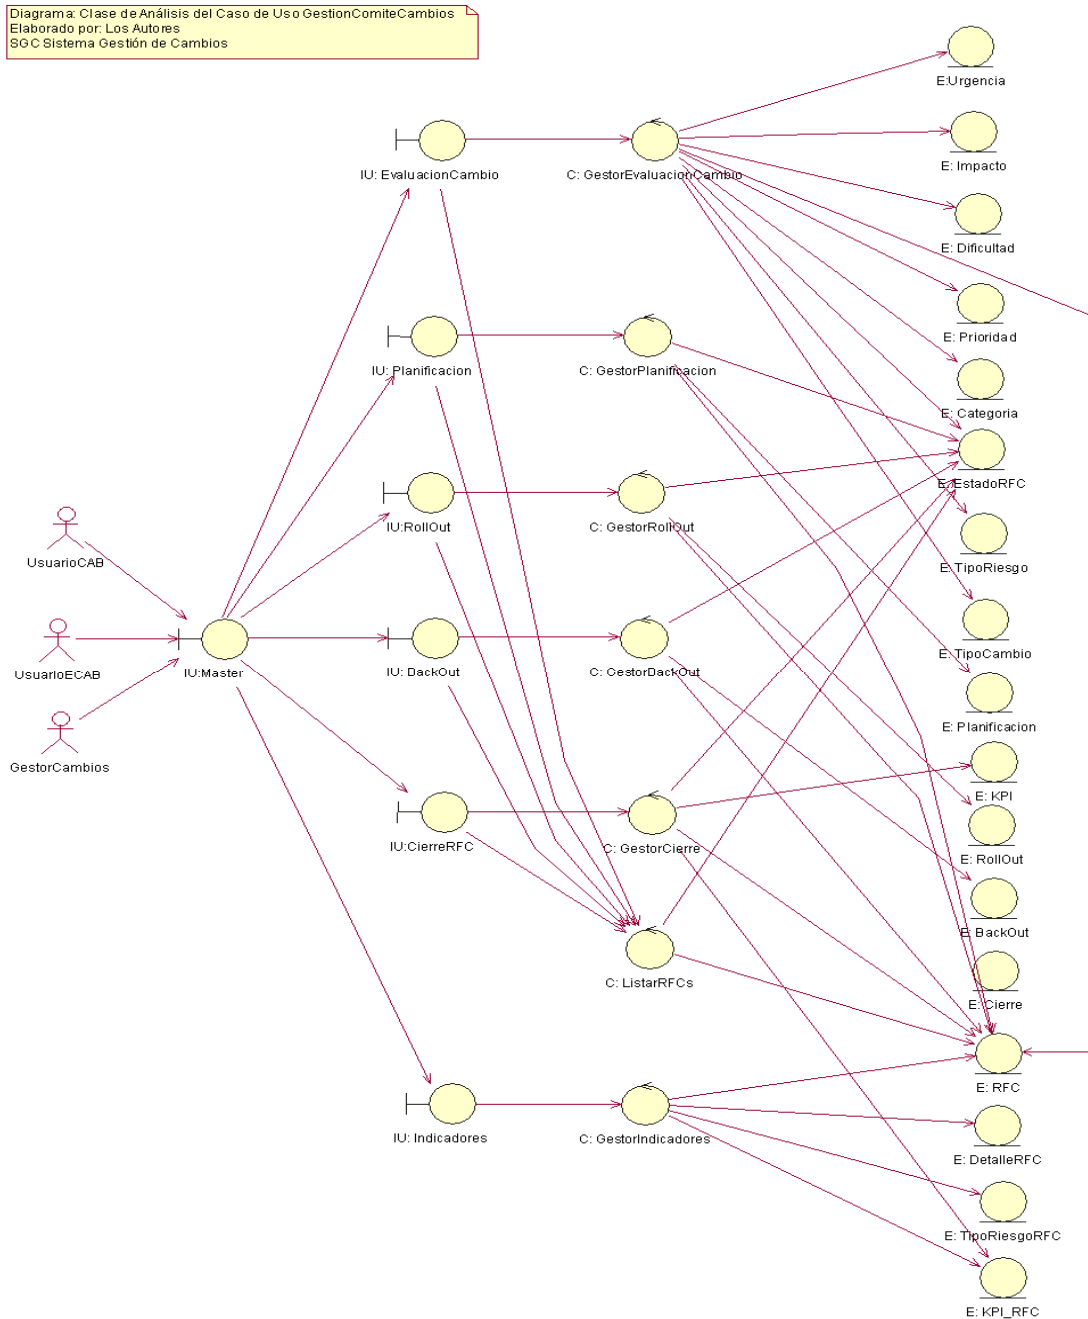 Diagrama: Clase de Análisis del Caso de Uso GestionComiteCambios
Elaborado por: Los Autores
SGC Sistema Gestión de Cambios
E:Urgencia
IU: EvaluacionCambio
C: GestorEvaluacionCambio
E: Impacto
E: Dificultad
E: Prioridad
IU: Planificacion
C: GestorPlanificacion
E: Categoria
E: EstadoRFC
IU:RollOut
C: GestorRollOut
UsuarioCAB
E: TipoRiesgo
E: TipoCambio
UsuarioECAB
IU:Master
IU: BackOut
C: GestorBackOut
E: Planificacion
GestorCambios
E: KPI
IU:CierreRFC
C: GestorCierre
E: RollOut
E: BackOut
C: ListarRFCs
E: Cierre
E: RFC
IU: Indicadores
C: GestorIndicadores
E: DetalleRFC
E: TipoRiesgoRFC
E: KPI_RFC